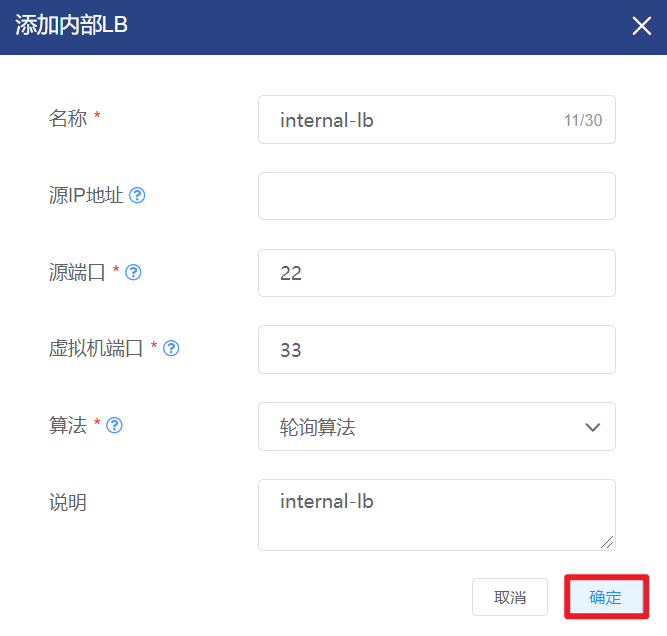 添加内部LB
名称 * internal-lb 11/30
源IP地址
源端口 * 22
虚拟机端口 * 33
算法 * 轮询算法
说明 internal-lb
取消 确定